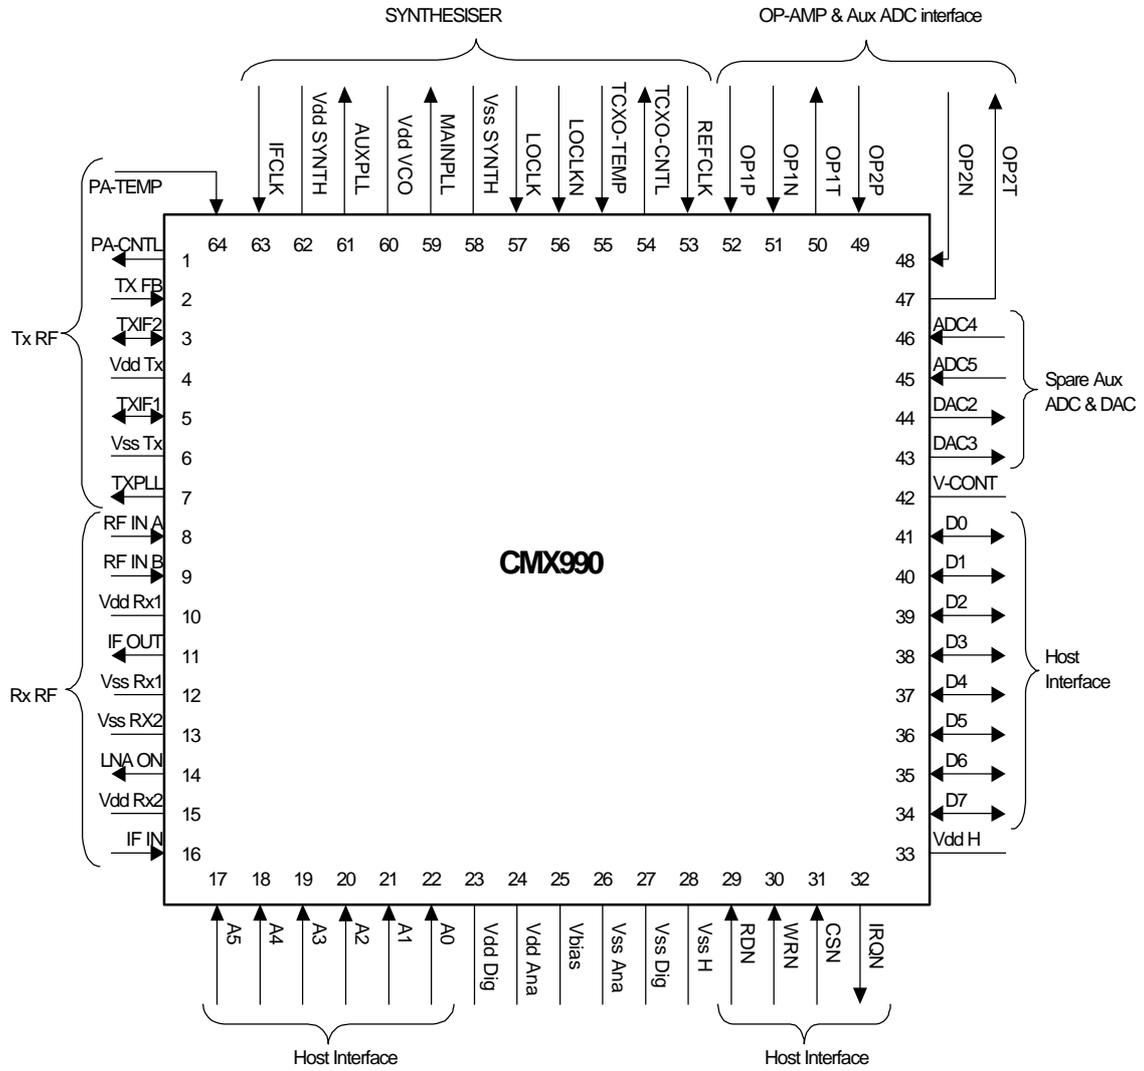 SYNTHESISER
OP-AMP & Aux ADC interface
IFCLK
Vdd SYNTH
AUXPLL
Vdd VCO
MAINPLL
Vss SYNTH
LOCLK
LOCLKN
TCXO-TEMP
TCXO-CNTL
REFCLK
OP1P
OP1N
OP1T
OP2P
OP2N
OP2T
PA-TEMP
64 63 62 61 60 59 58 57 56 55 54 53 52 51 50 49
PA-CNTL 1
TX FB 2
TXIF2 3
Tx RF
Vdd Tx 4
TXIF1 5
Vss Tx 6
TXPLL 7
RF IN A 8
RF IN B 9
Vdd Rx1 10
IF OUT 11
Vss Rx1 12
Rx RF
Vss RX2 13
LNA ON 14
Vdd Rx2 15
IF IN 16
CMX990
48
47
46 ADC4
45 ADC5
Spare Aux
ADC & DAC
44 DAC2
43 DAC3
42 V-CONT
41 D0
40 D1
39 D2
38 D3
Host
Interface
37 D4
36 D5
35 D6
34 D7
33 Vdd H
17 18 19 20 21 22 23 24 25 26 27 28 29 30 31 32
A5
A4
A3
A2
A1
A0
Vdd Dig
Vdd Ana
Vbias
Vss Ana
Vss Dig
Vss H
RDN
WRN
CSN
IRQN
Host Interface
Host Interface